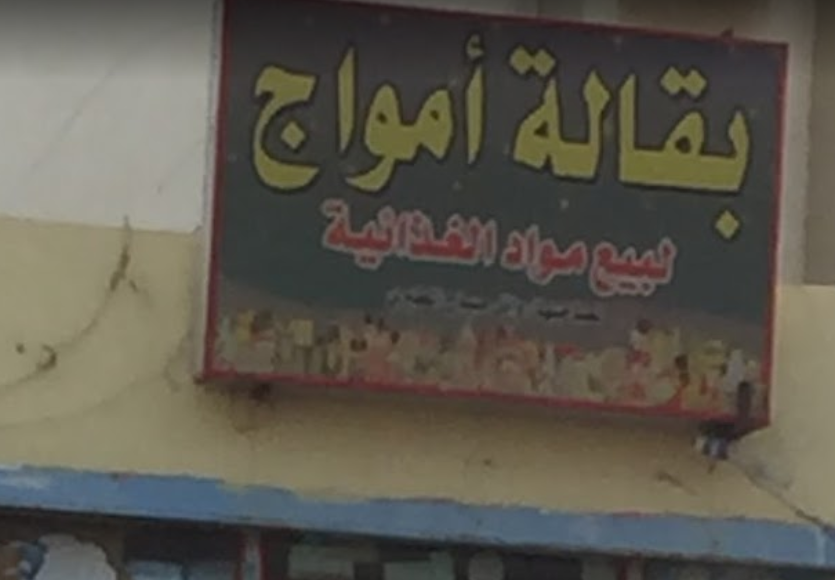 بقالة أمواج
لبيع مواد الغذائية